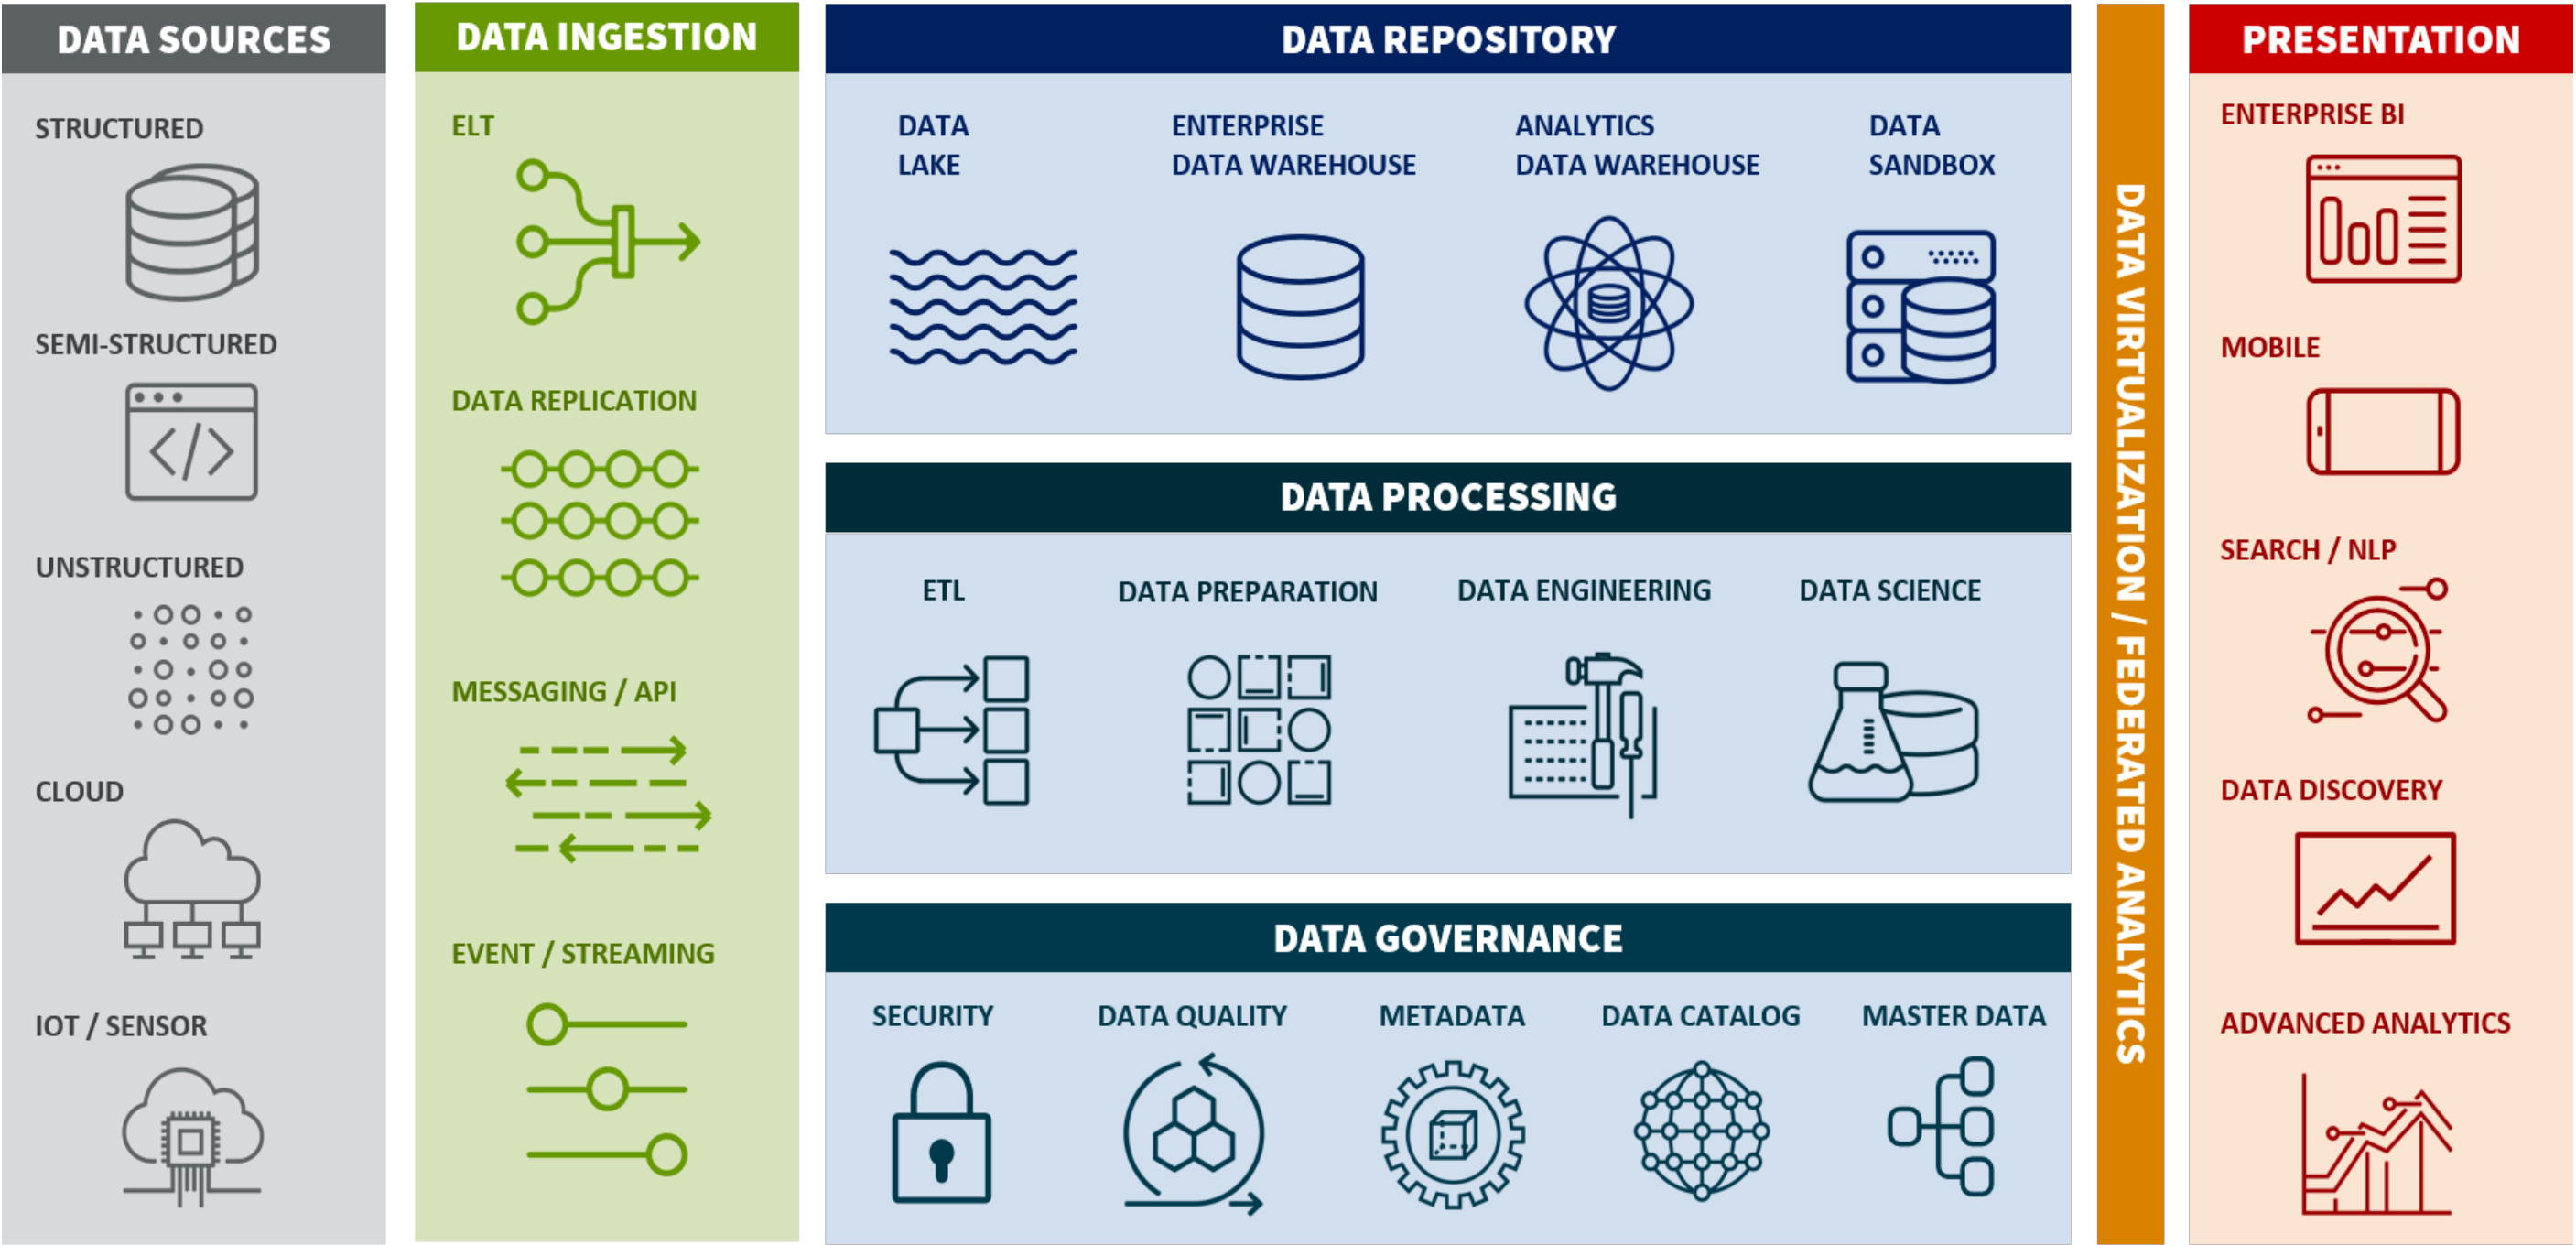 DATA SOURCES
STRUCTURED
SEMI-STRUCTURED
UNSTRUCTURED
CLOUD
IOT / SENSOR
DATA INGESTION
ELT
DATA REPLICATION
MESSAGING / API
EVENT / STREAMING
DATA REPOSITORY
DATA
LAKE
ENTERPRISE
DATA WAREHOUSE
ANALYTICS
DATA WAREHOUSE
DATA
SANDBOX
DATA PROCESSING
ETL
DATA PREPARATION
DATA ENGINEERING
DATA SCIENCE
DATA GOVERNANCE
SECURITY
DATA QUALITY
METADATA
DATA CATALOG
MASTER DATA
DATA VIRTUALIZATION / FEDERATED ANALYTICS
PRESENTATION
ENTERPRISE BI
MOBILE
SEARCH / NLP
DATA DISCOVERY
ADVANCED ANALYTICS